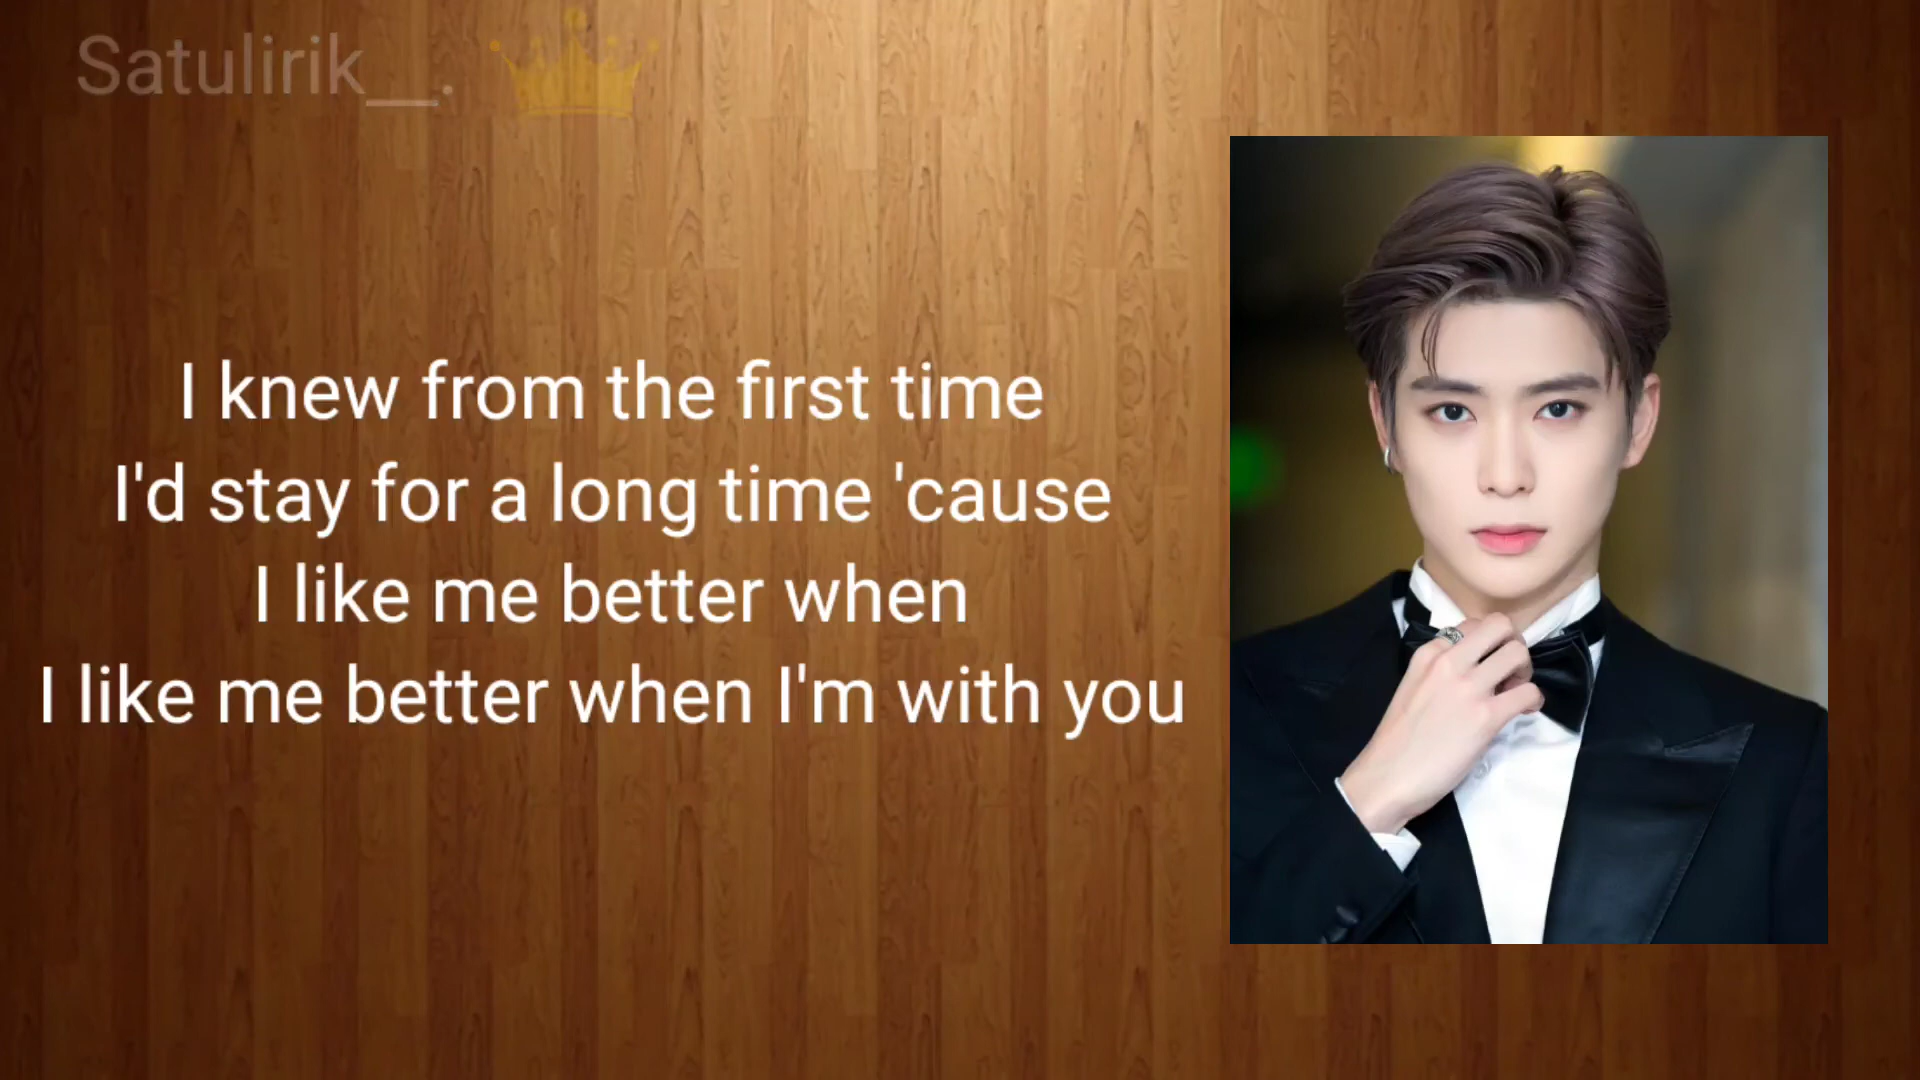 Satulirik__.
I knew from the first time
I'd stay for a long time 'cause
I like me better when
I like me better when I'm with you